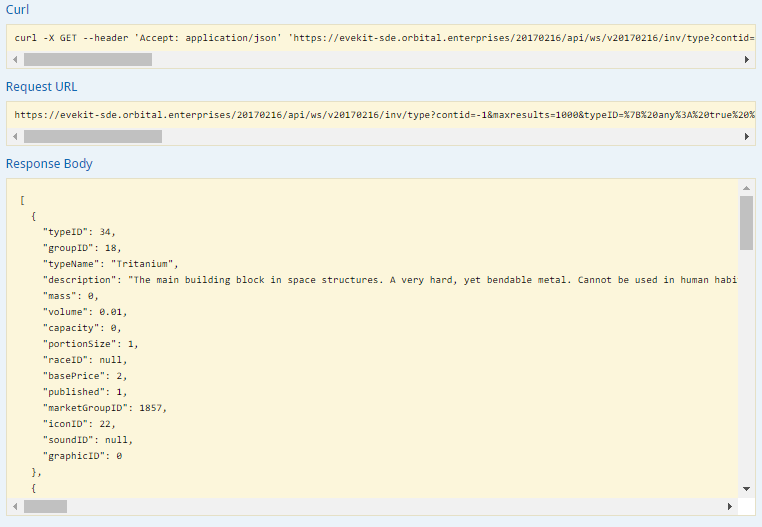 Curl
curl -X GET --header 'Accept: application/json' 'https://evekit-sde.orbital.enterprises/20170216/api/ws/v20170216/inv/type?contid=
Request URL
https://evekit-sde.orbital.enterprises/20170216/api/ws/v20170216/inv/type?contid=-1&maxresults=1000&typeID=%7B%20any%3A%20true%20%
Response Body
[
  {
    "typeID": 34,
    "groupID": 18,
    "typeName": "Tritanium",
    "description": "The main building block in space structures. A very hard, yet bendable metal. Cannot be used in human habi
    "mass": 0,
    "volume": 0.01,
    "capacity": 0,
    "portionSize": 1,
    "raceID": null,
    "basePrice": 2,
    "published": 1,
    "marketGroupID": 1857,
    "iconID": 22,
    "soundID": null,
    "graphicID": 0
  },
  {